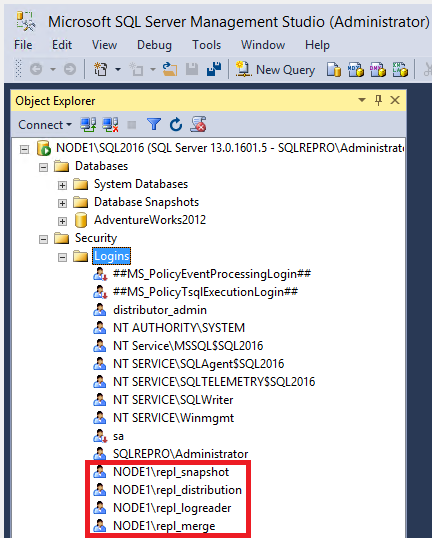 Microsoft SQL Server Management Studio (Administrator)
File Edit View Debug Tools Window Help
New Query
Object Explorer
Connect
NODE1\SQL2016 (SQL Server 13.0.1601.5 - SQLREPRO\Administrato
Databases
System Databases
Database Snapshots
AdventureWorks2012
Security
Logins
##MS_PolicyEventProcessingLogin##
##MS_PolicyTsqlExecutionLogin##
distributor_admin
NT AUTHORITY\SYSTEM
NT Service\MSSQL$SQL2016
NT SERVICE\SQLAgent$SQL2016
NT SERVICE\SQLTELEMETRY$SQL2016
NT SERVICE\SQLWriter
NT SERVICE\Winmgmt
sa
SQLREPRO\Administrator
NODE1\repl_snapshot
NODE1\repl_distribution
NODE1\repl_logreader
NODE1\repl_merge